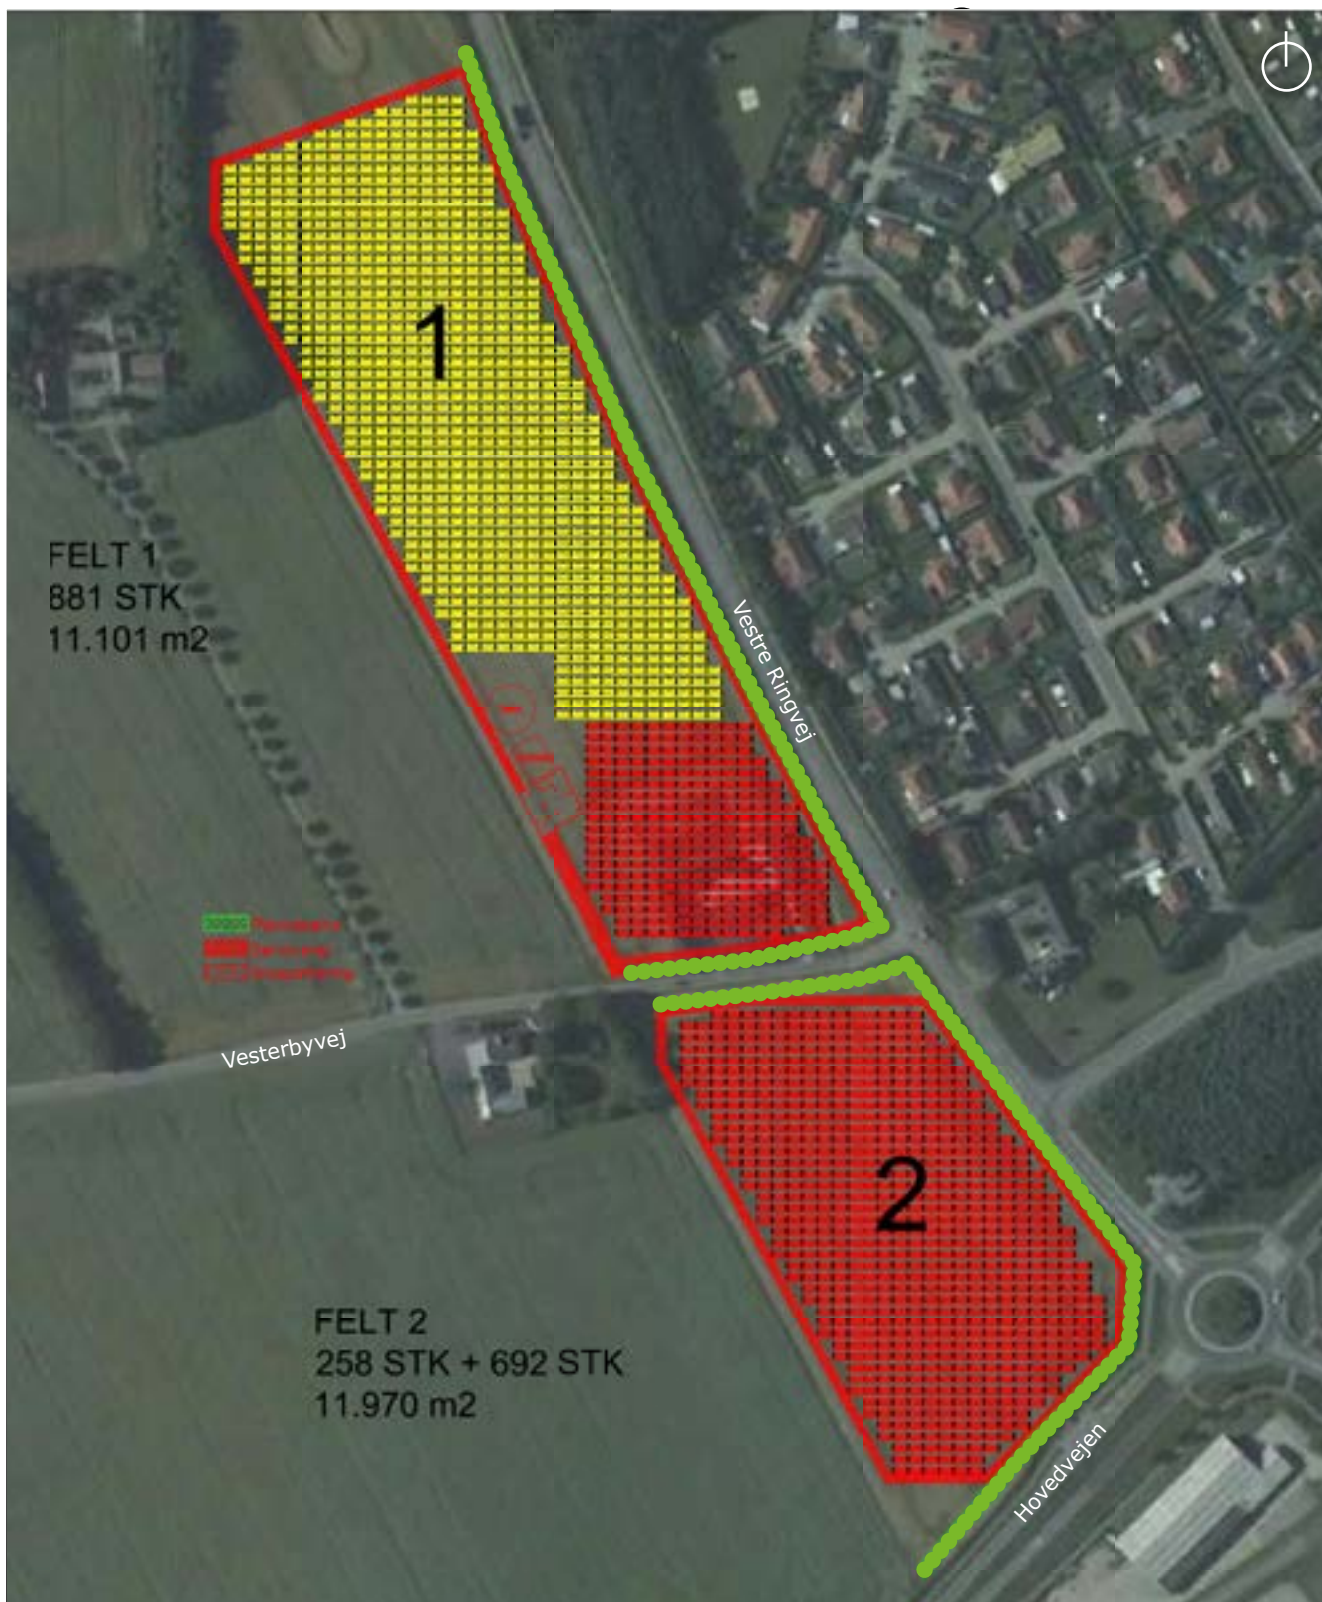 1
Vestre Ringvej
FELT 1
881 STK
11.101 m2
Vesterbyvej
2
FELT 2
258 STK + 692 STK
11.970 m2
Hovedvejen